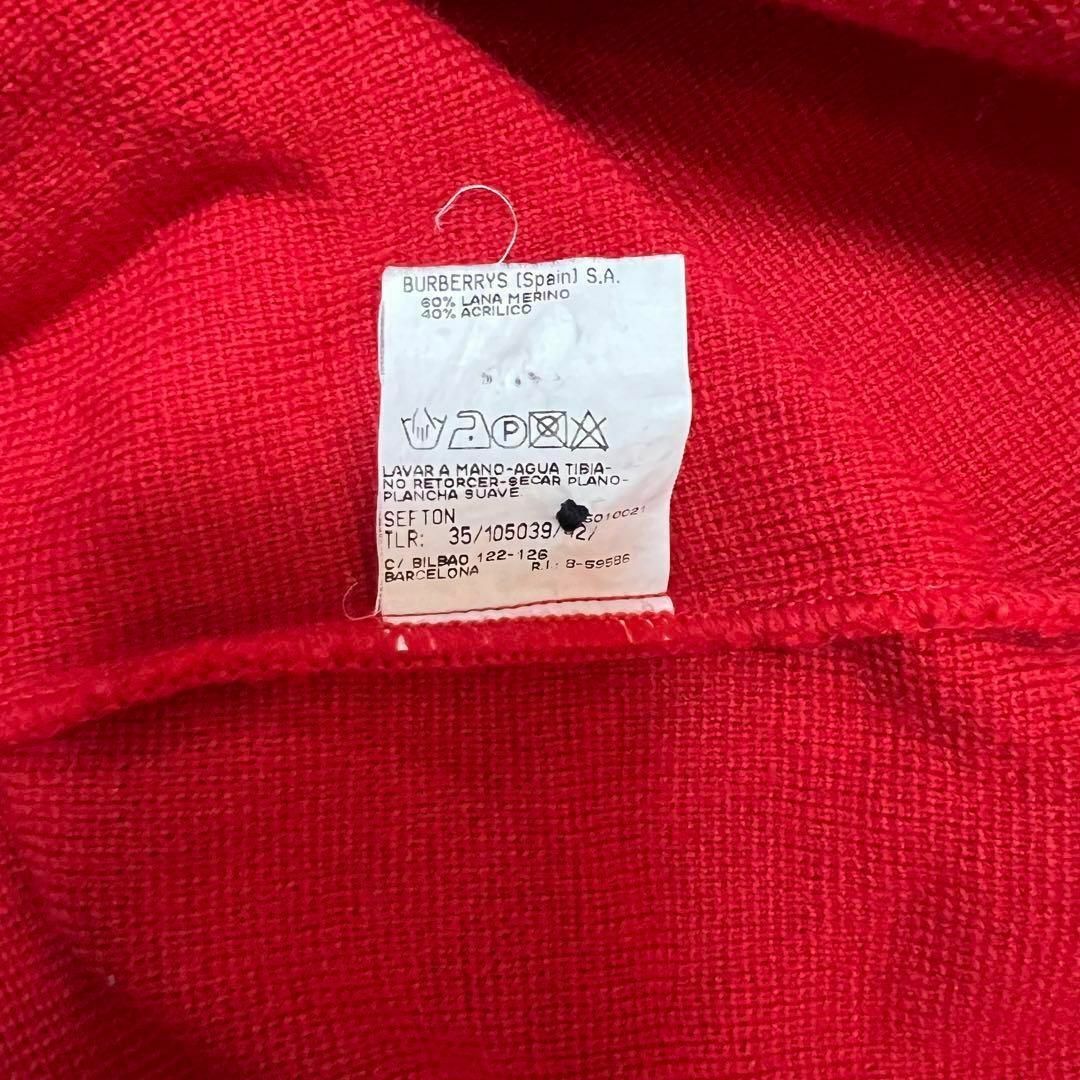 BURBERRYS (Spain) S.A.
60% LANA MERINO
40% ACRILICO
P
LAVAR A MANO-AGUA TIBIA-
NO RETORCER-SECAR PLANO-
PLANCHA SUAVE
SEFTON
TLR: 35/105039/
C/ BILBAO 122-126 R.I.: 8-59586
BARCELONA